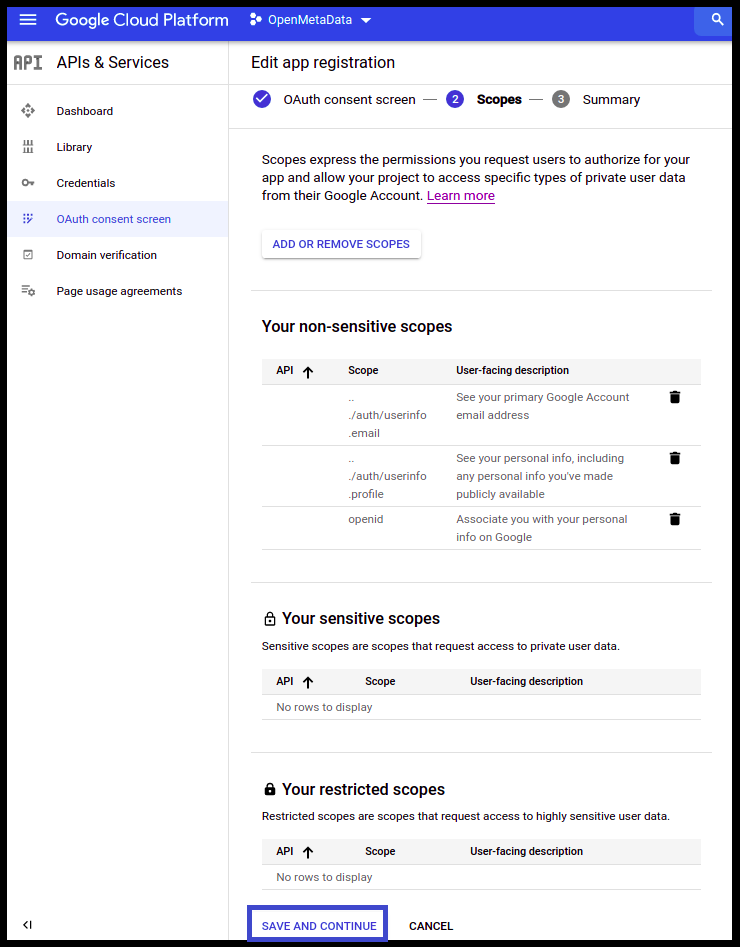 Google Cloud Platform OpenMetaData
API APIs & Services
Edit app registration
Dashboard
Library
Credentials
OAuth consent screen
Domain verification
Page usage agreements
OAuth consent screen — 2 Scopes — 3 Summary
Scopes express the permissions you request users to authorize for your
app and allow your project to access specific types of private user data
from their Google Account. Learn more
ADD OR REMOVE SCOPES
Your non-sensitive scopes
API Scope User-facing description
.. See your primary Google Account
./auth/userinfo email address
.email
.. See your personal info, including
./auth/userinfo any personal info you've made
.profile publicly available
openid Associate you with your personal
info on Google
Your sensitive scopes
Sensitive scopes are scopes that request access to private user data.
API Scope User-facing description
No rows to display
Your restricted scopes
Restricted scopes are scopes that request access to highly sensitive user data.
API Scope User-facing description
No rows to display
SAVE AND CONTINUE CANCEL